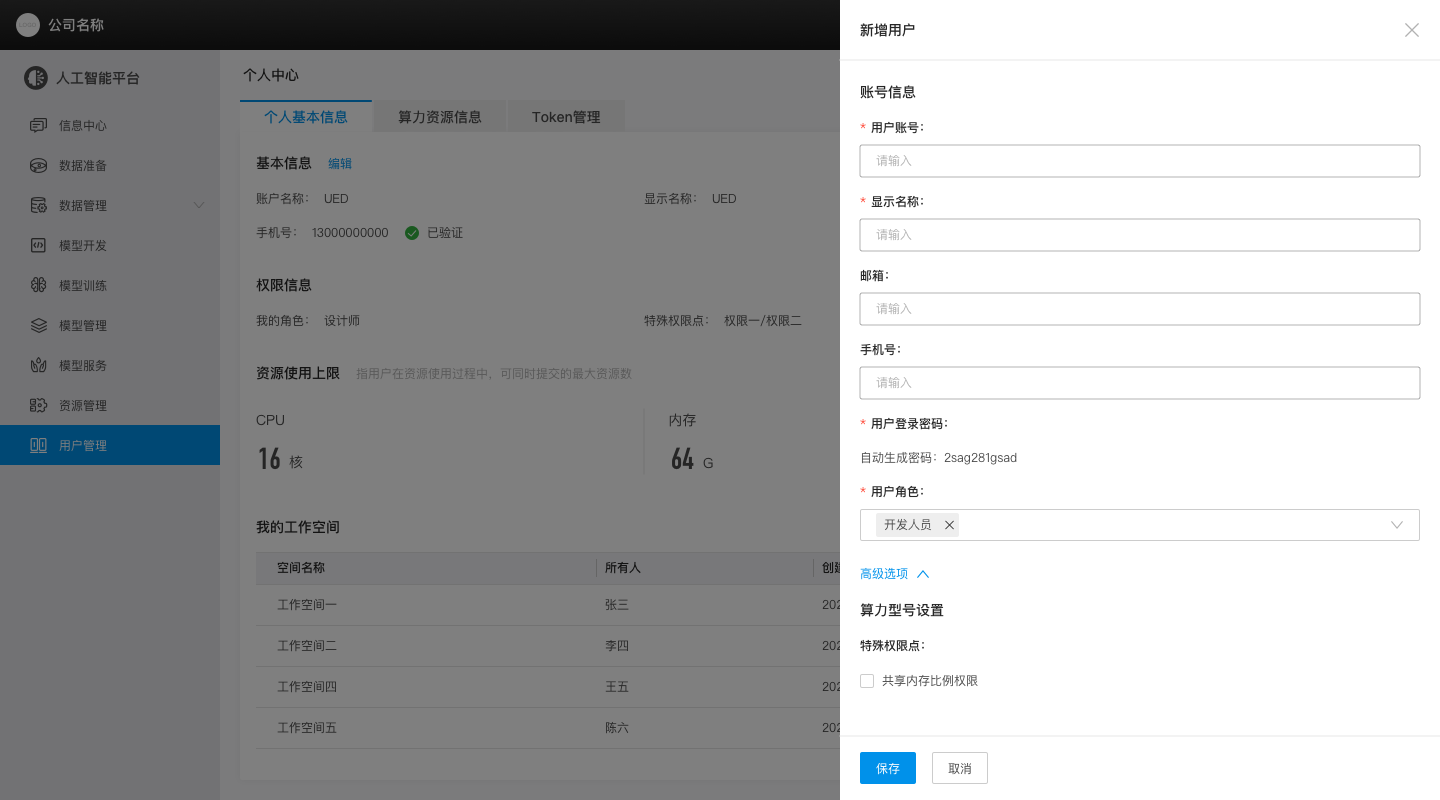 公司名称
人工智能平台
信息中心
数据准备
数据管理
模型开发
模型训练
模型管理
模型服务
资源管理
用户管理
个人中心
个人基本信息 算力资源信息 Token管理
基本信息 编辑
账户名称: UED 显示名称: UED
手机号: 13000000000 已验证
权限信息
我的角色: 设计师 特殊权限点: 权限一/权限二
资源使用上限 指用户在资源使用过程中, 可同时提交的最大资源数
CPU 内存
16 核 64 G
我的工作空间
空间名称 所有人 创建
工作空间一 张三 202
工作空间二 李四 202
工作空间四 王五 202
工作空间五 陈六 202
新增用户
账号信息
* 用户账号:
请输入
* 显示名称:
请输入
邮箱:
请输入
手机号:
请输入
* 用户登录密码:
自动生成密码: 2sag281gsad
* 用户角色:
开发人员
高级选项
算力型号设置
特殊权限点:
共享内存比例权限
保存 取消